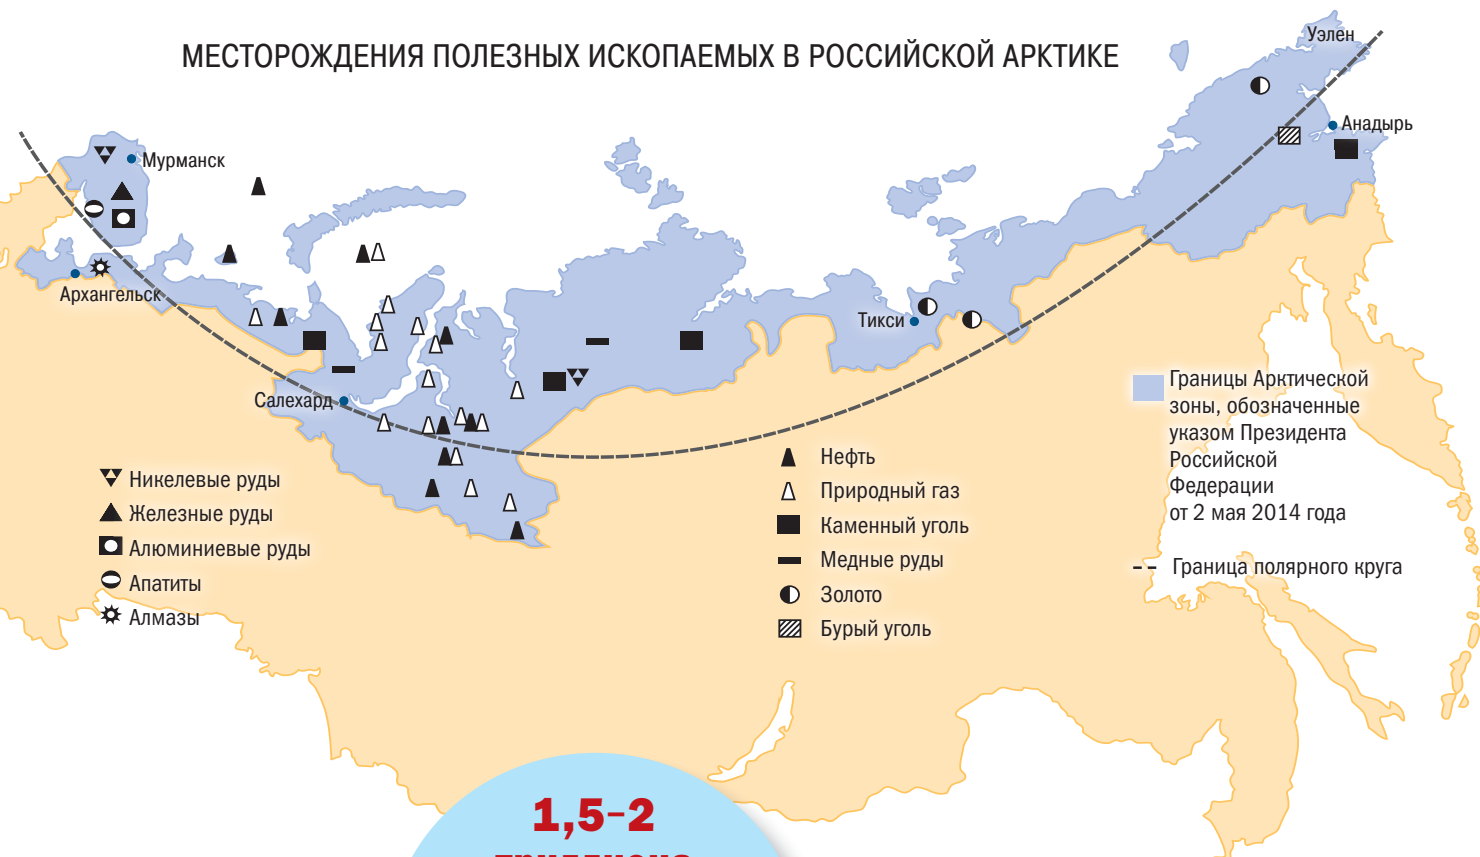 МЕСТОРОЖДЕНИЯ ПОЛЕЗНЫХ ИСКОПАЕМЫХ В РОССИЙСКОЙ АРКТИКЕ
Уэлен
Анадырь
Мурманск
Архангельск
Тикси
Салехард
Никелевые руды
Железные руды
Алюминиевые руды
Апатиты
Алмазы
Нефть
Природный газ
Каменный уголь
Медные руды
Золото
Бурый уголь
Границы Арктической
зоны, обозначенные
указом Президента
Российской
Федерации
от 2 мая 2014 года
Граница полярного круга
1,5–2